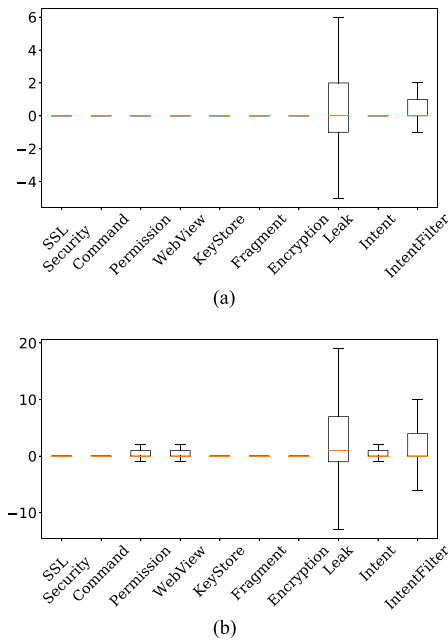 6
4
2
0
−2
−4
SSL
Security
Command
Permission
WebView
KeyStore
Fragment
Encryption
Leak
Intent
IntentFilter
(a)
20
10
0
−10
SSL
Security
Command
Permission
WebView
KeyStore
Fragment
Encryption
Leak
Intent
IntentFilter
(b)